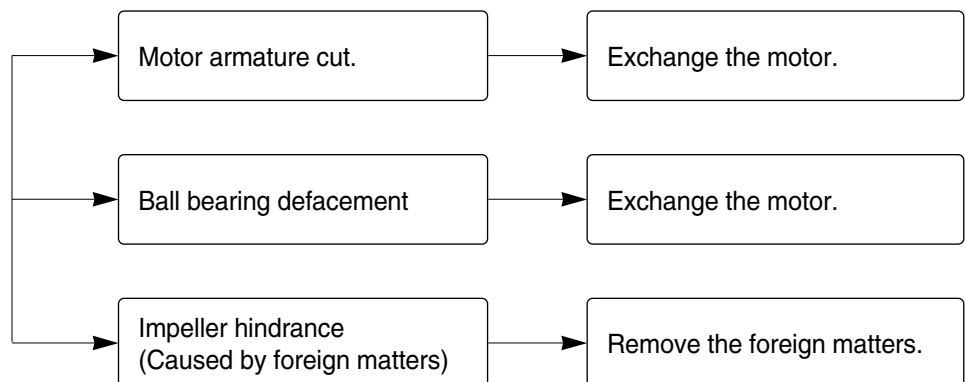 Motor armature cut.
Exchange the motor.
Ball bearing defacement
Exchange the motor.
Impeller hindrance
(Caused by foreign matters)
Remove the foreign matters.